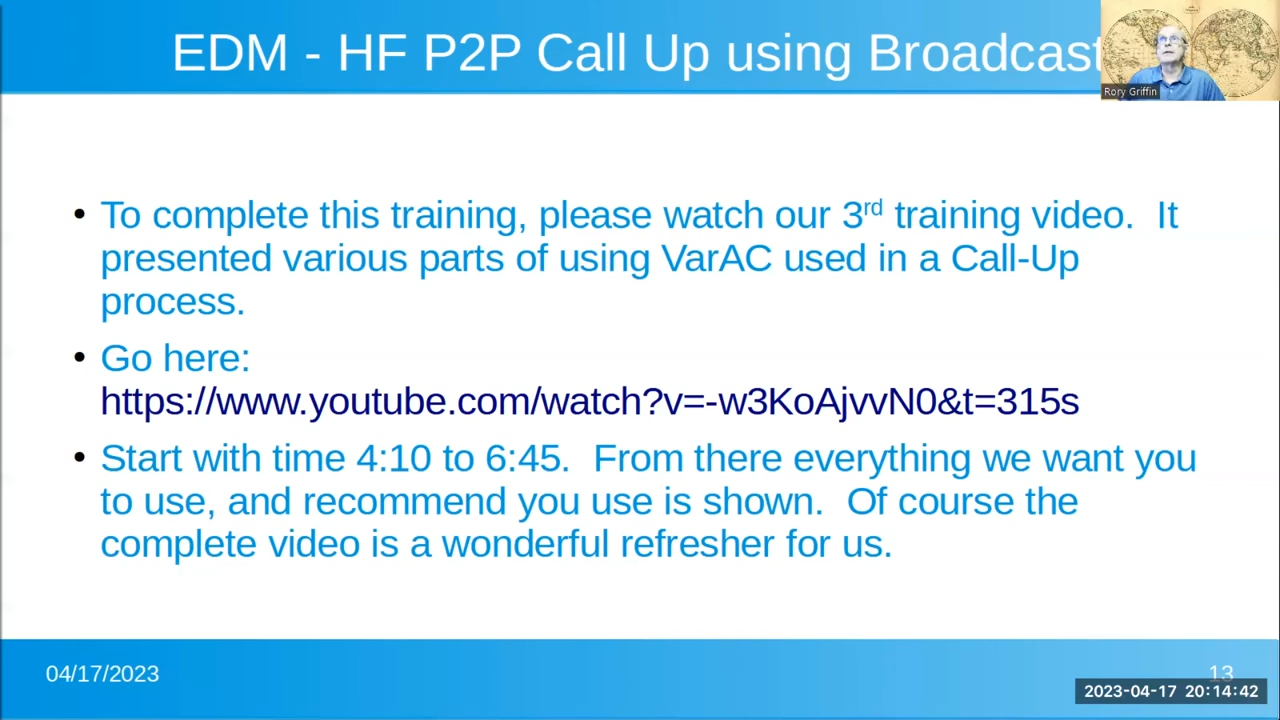 EDM - HF P2P Call Up using Broadcast
Rory Griffin
• To complete this training, please watch our 3rd training video. It
presented various parts of using VarAC used in a Call-Up
process.
• Go here:
https://www.youtube.com/watch?v=-w3KoAjvvN0&t=315s
• Start with time 4:10 to 6:45. From there everything we want you
to use, and recommend you use is shown. Of course the
complete video is a wonderful refresher for us.
04/17/2023
13
2023-04-17 20:14:42